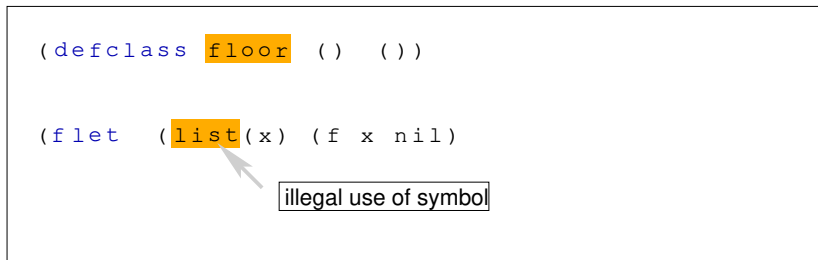 (defclass floor () ())
(flet (list(x) (f x nil)
illegal use of symbol